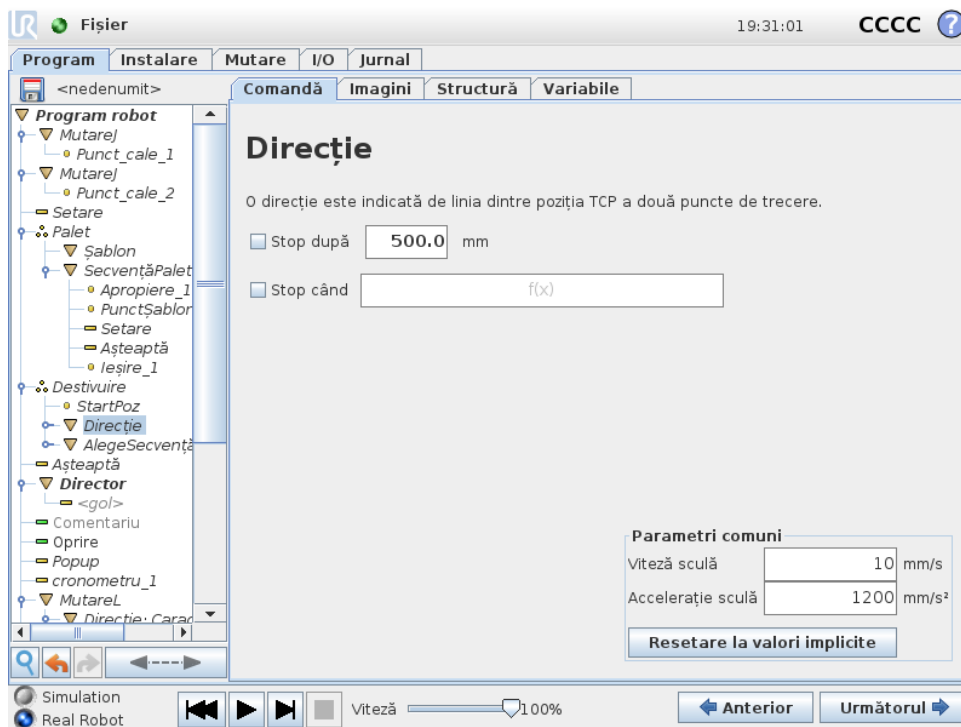 UR Fișier 19:31:01 CCCC ?
Program Instalare Mutare I/O Jurnal
<nedenumit> Comandă Imagini Structură Variabile
Program robot
MutareJ
Punct_cale_1
MutareJ
Punct_cale_2
Setare
Palet
Șablon
SecvențăPalet
Apropiere_1
PunctȘablon
Setare
Așteaptă
Ieșire_1
Destivuire
StartPoz
Direcție
AlegeSecvență
Așteaptă
Director
<gol>
Comentariu
Oprire
Popup
cronometru_1
MutareL
Direcție: Carac
Direcție
O direcție este indicată de linia dintre poziția TCP a două puncte de trecere.
Stop după 500.0 mm
Stop când f(x)
Parametri comuni
Viteză sculă 10 mm/s
Accelerație sculă 1200 mm/s²
Resetare la valori implicite
Simulation
Real Robot
Viteză 100%
Anterior Următorul